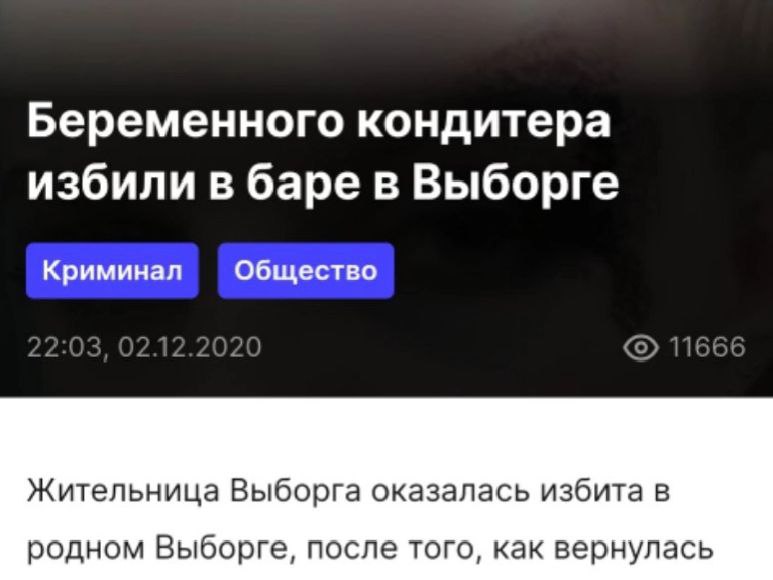 Беременного кондитера
избили в баре в Выборге
Криминал Общество
22:03, 02.12.2020 11666
Жительница Выборга оказалась избита в
родном Выборге, после того, как вернулась